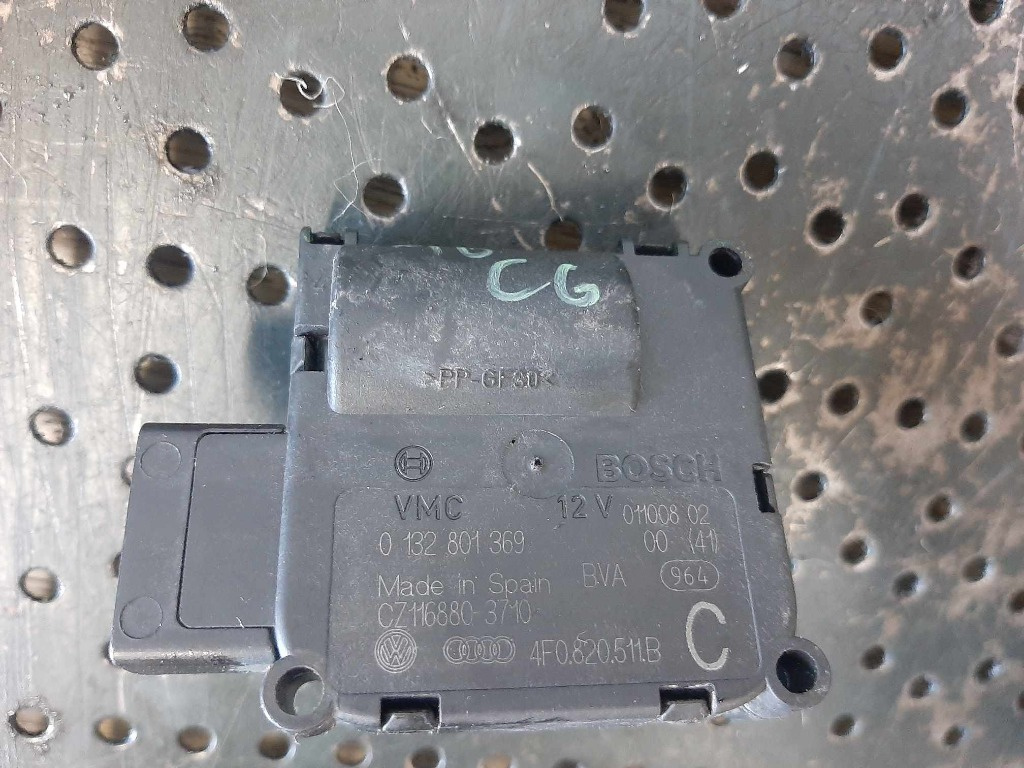 CG
>PP-GF30<
BOSCH
VMC 12 V 011008 02
0 132 801 369 00 (41)
Made in Spain BVA 964
CZ116880-3710 C
VW 4F0.820.511.B